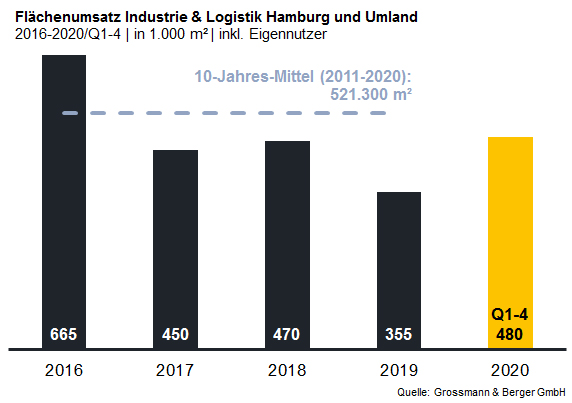 Flächenumsatz Industrie & Logistik Hamburg und Umland
2016-2020/Q1-4 | in 1.000 m² | inkl. Eigennutzer
10-Jahres-Mittel (2011-2020):
521.300 m²
Q1-4
665 450 470 355 480
2016 2017 2018 2019 2020
Quelle: Grossmann & Berger GmbH